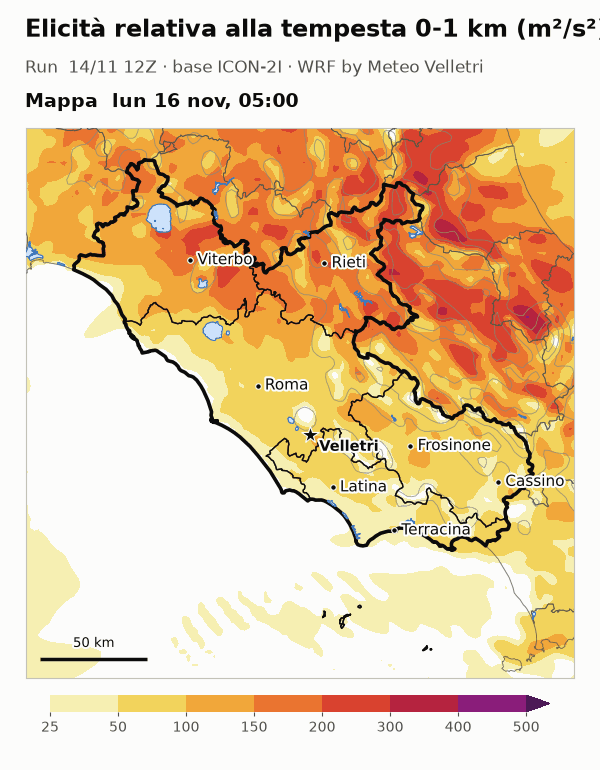 Elicità relativa alla tempesta 0-1 km (m²/s²)
Run  14/11 12Z · base ICON-2I · WRF by Meteo Velletri
Mappa  lun 16 nov, 05:00
Viterbo
Rieti
Roma
Velletri
Frosinone
Latina
Cassino
Terracina
50 km
25 50 100 150 200 300 400 500